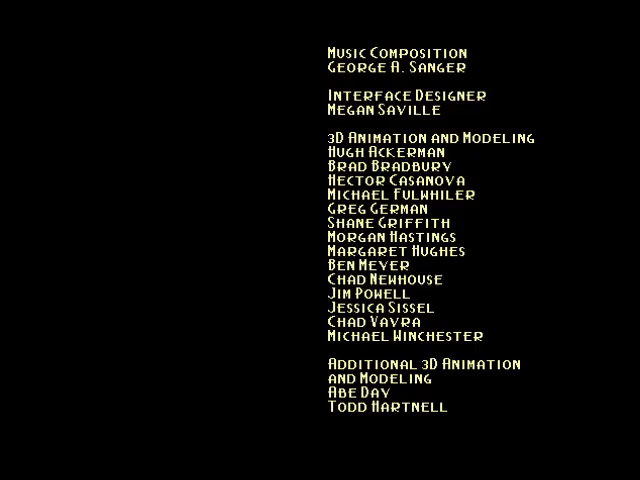 Music Composition
George A. Sanger
Interface Designer
Megan Saville
3D Animation and Modeling
Hugh Ackerman
Brad Bradbury
Hector Casanova
Michael Fulwhiler
Greg German
Shane Griffith
Morgan Hastings
Margaret Hughes
Ben Meyer
Chad Newhouse
Jim Powell
Jessica Sissel
Chad Vavra
Michael Winchester
Additional 3D Animation
and Modeling
Abe Day
Todd Hartnell